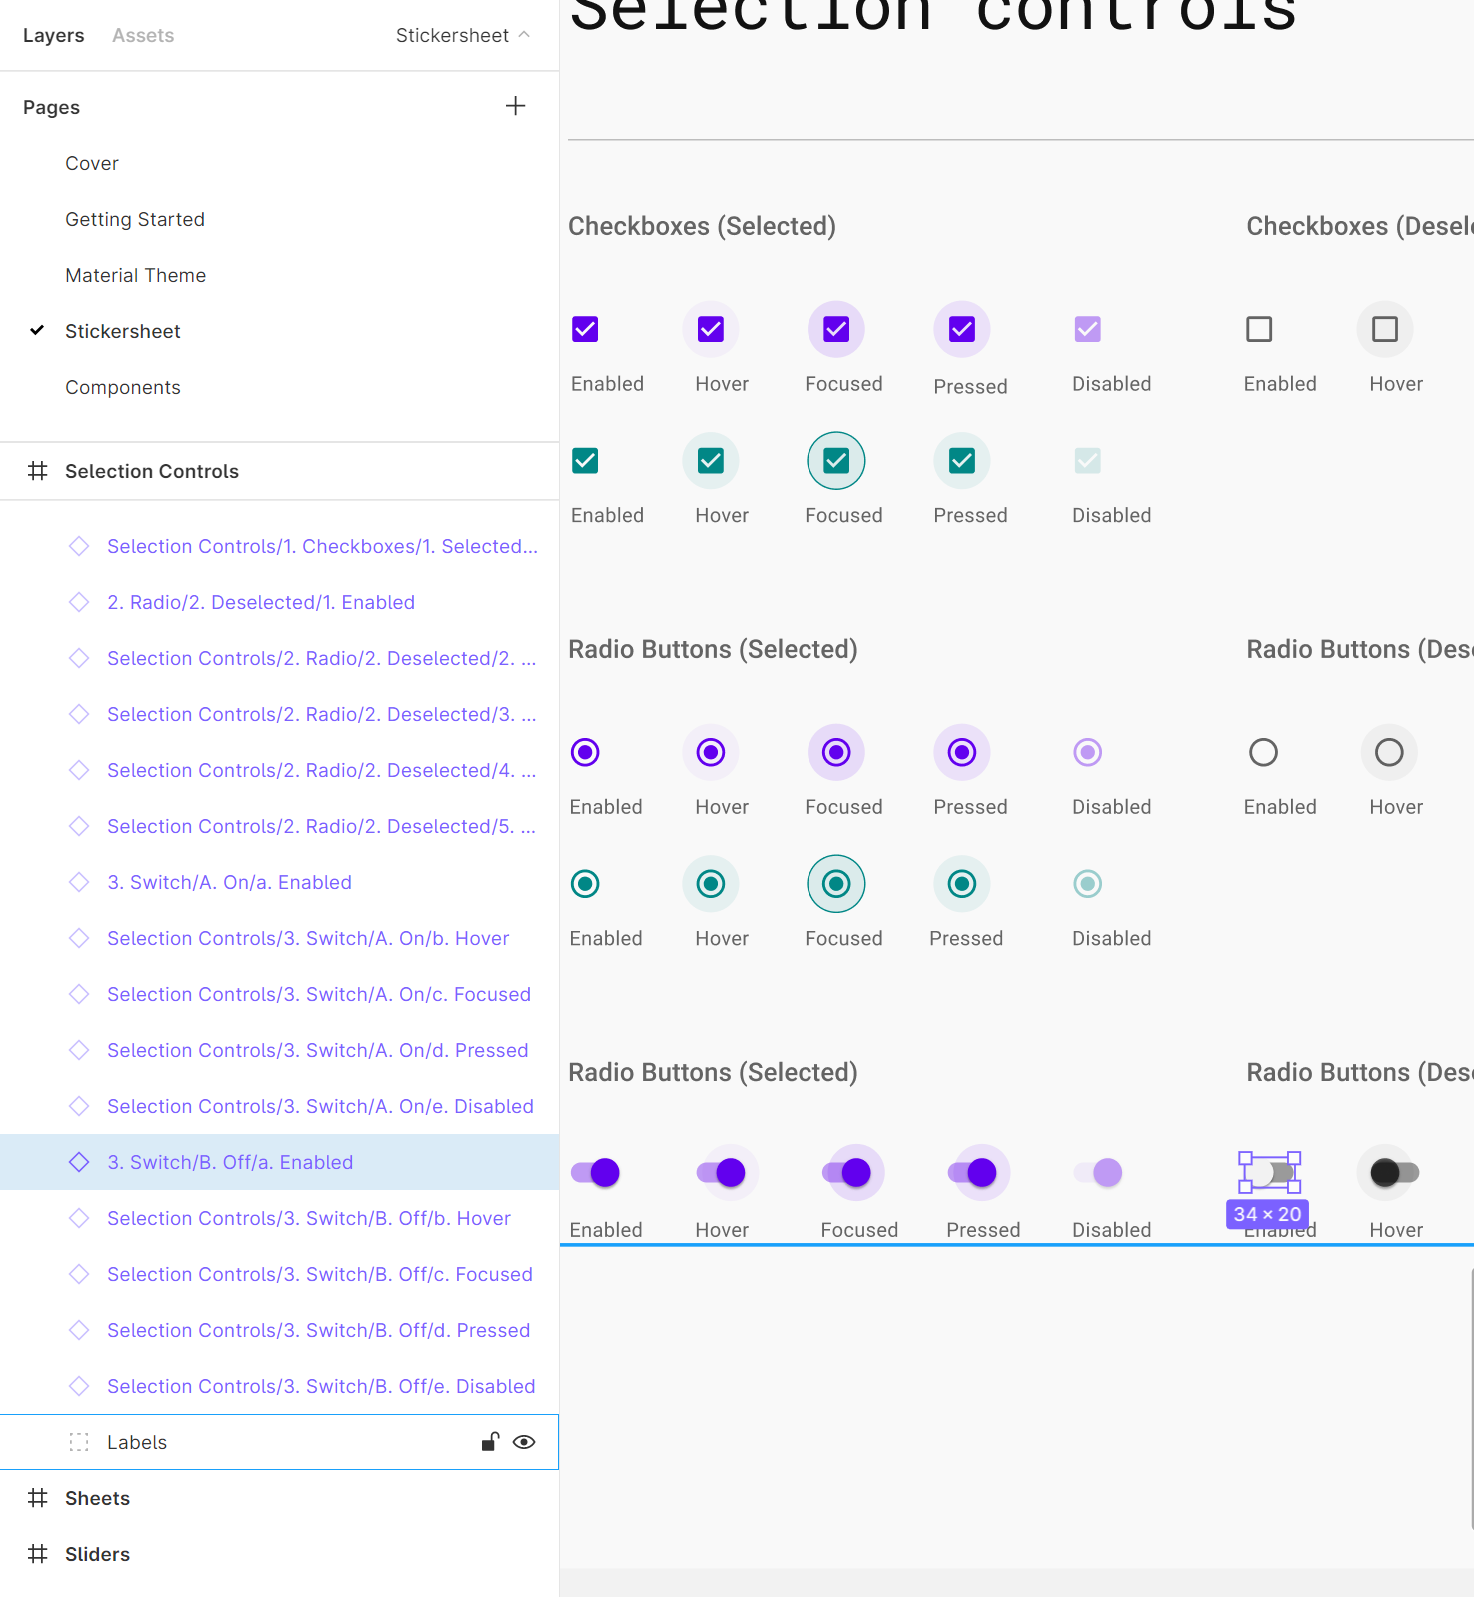 Layers Assets Stickersheet
Pages
Cover
Getting Started
Material Theme
Stickersheet
Components
Selection Controls
Selection Controls/1. Checkboxes/1. Selected...
2. Radio/2. Deselected/1. Enabled
Selection Controls/2. Radio/2. Deselected/2. ...
Selection Controls/2. Radio/2. Deselected/3. ...
Selection Controls/2. Radio/2. Deselected/4. ...
Selection Controls/2. Radio/2. Deselected/5. ...
3. Switch/A. On/a. Enabled
Selection Controls/3. Switch/A. On/b. Hover
Selection Controls/3. Switch/A. On/c. Focused
Selection Controls/3. Switch/A. On/d. Pressed
Selection Controls/3. Switch/A. On/e. Disabled
3. Switch/B. Off/a. Enabled
Selection Controls/3. Switch/B. Off/b. Hover
Selection Controls/3. Switch/B. Off/c. Focused
Selection Controls/3. Switch/B. Off/d. Pressed
Selection Controls/3. Switch/B. Off/e. Disabled
Labels
Sheets
Sliders
Selection controls
Checkboxes (Selected) Checkboxes (Desele
Enabled Hover Focused Pressed Disabled Enabled Hover
Enabled Hover Focused Pressed Disabled
Radio Buttons (Selected) Radio Buttons (Dese
Enabled Hover Focused Pressed Disabled Enabled Hover
Enabled Hover Focused Pressed Disabled
Radio Buttons (Selected) Radio Buttons (Dese
34 × 20
Enabled Hover Focused Pressed Disabled Enabled Hover